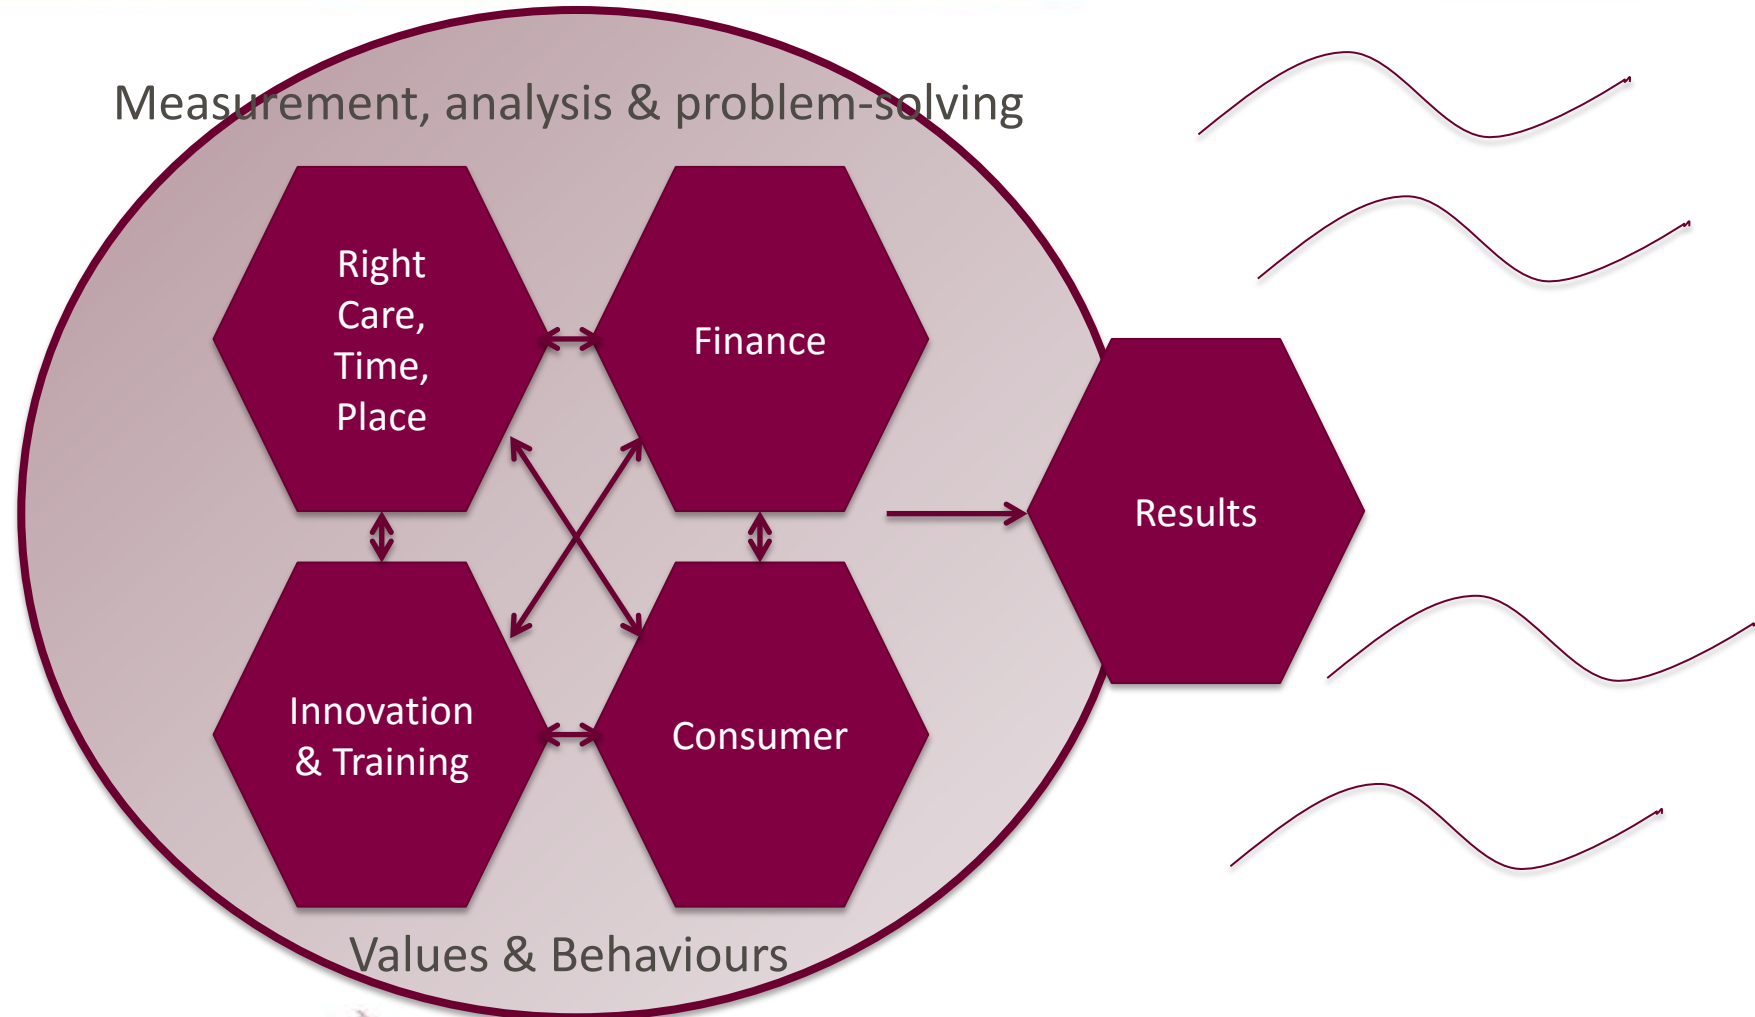 Measurement, analysis & problem-solving
Right
Care,
Time,
Place
Finance
Results
Innovation
& Training
Consumer
Values & Behaviours